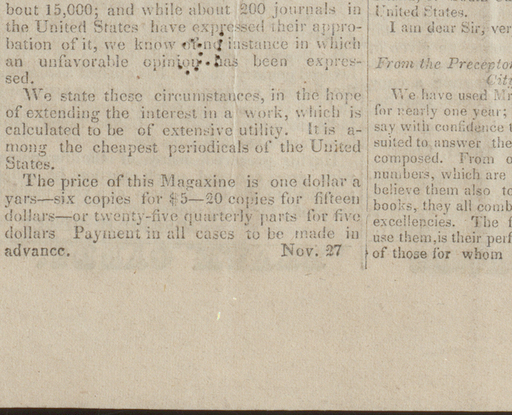 bout 15,000; and while about 200 journals in
the United States have expressed their appro-
bation of it, we know of no instance in which
an unfavorable opinion has been expres-
sed.
We state these circumstances, in the hope
of extending the interest in a work, which is
calculated to be of extensive utility. It is a-
mong the cheapest periodicals of the United
States.
The price of this Magaxine is one dollar a
yars—six copies for $5—20 copies for fifteen
dollars—or twenty-five quarterly parts for five
dollars Payment in all cases to be made in
advance. Nov. 27
United States.
I am dear Sir, ver
From the Preceptor
City
We have used Mr
for nearly one year;
say with confidence t
suited to answer the
composed. From o
numbers, which are
believe them also to
books, they all comb
excellencies. The f
use them, is their perf
of those for whom